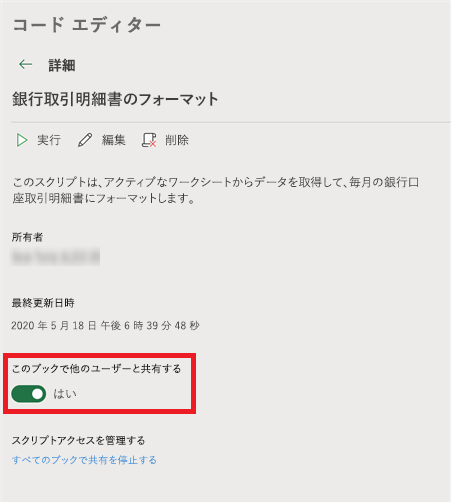 コード エディター
詳細
銀行取引明細書のフォーマット
実行 編集 削除
このスクリプトは、アクティブなワークシートからデータを取得して、毎月の銀行口
座取引明細書にフォーマットします。
所有者
最終更新日時
2020 年 5 月 18 日 午後 6 時 39 分 48 秒
このブックで他のユーザーと共有する
はい
スクリプトアクセスを管理する
すべてのブックで共有を停止する